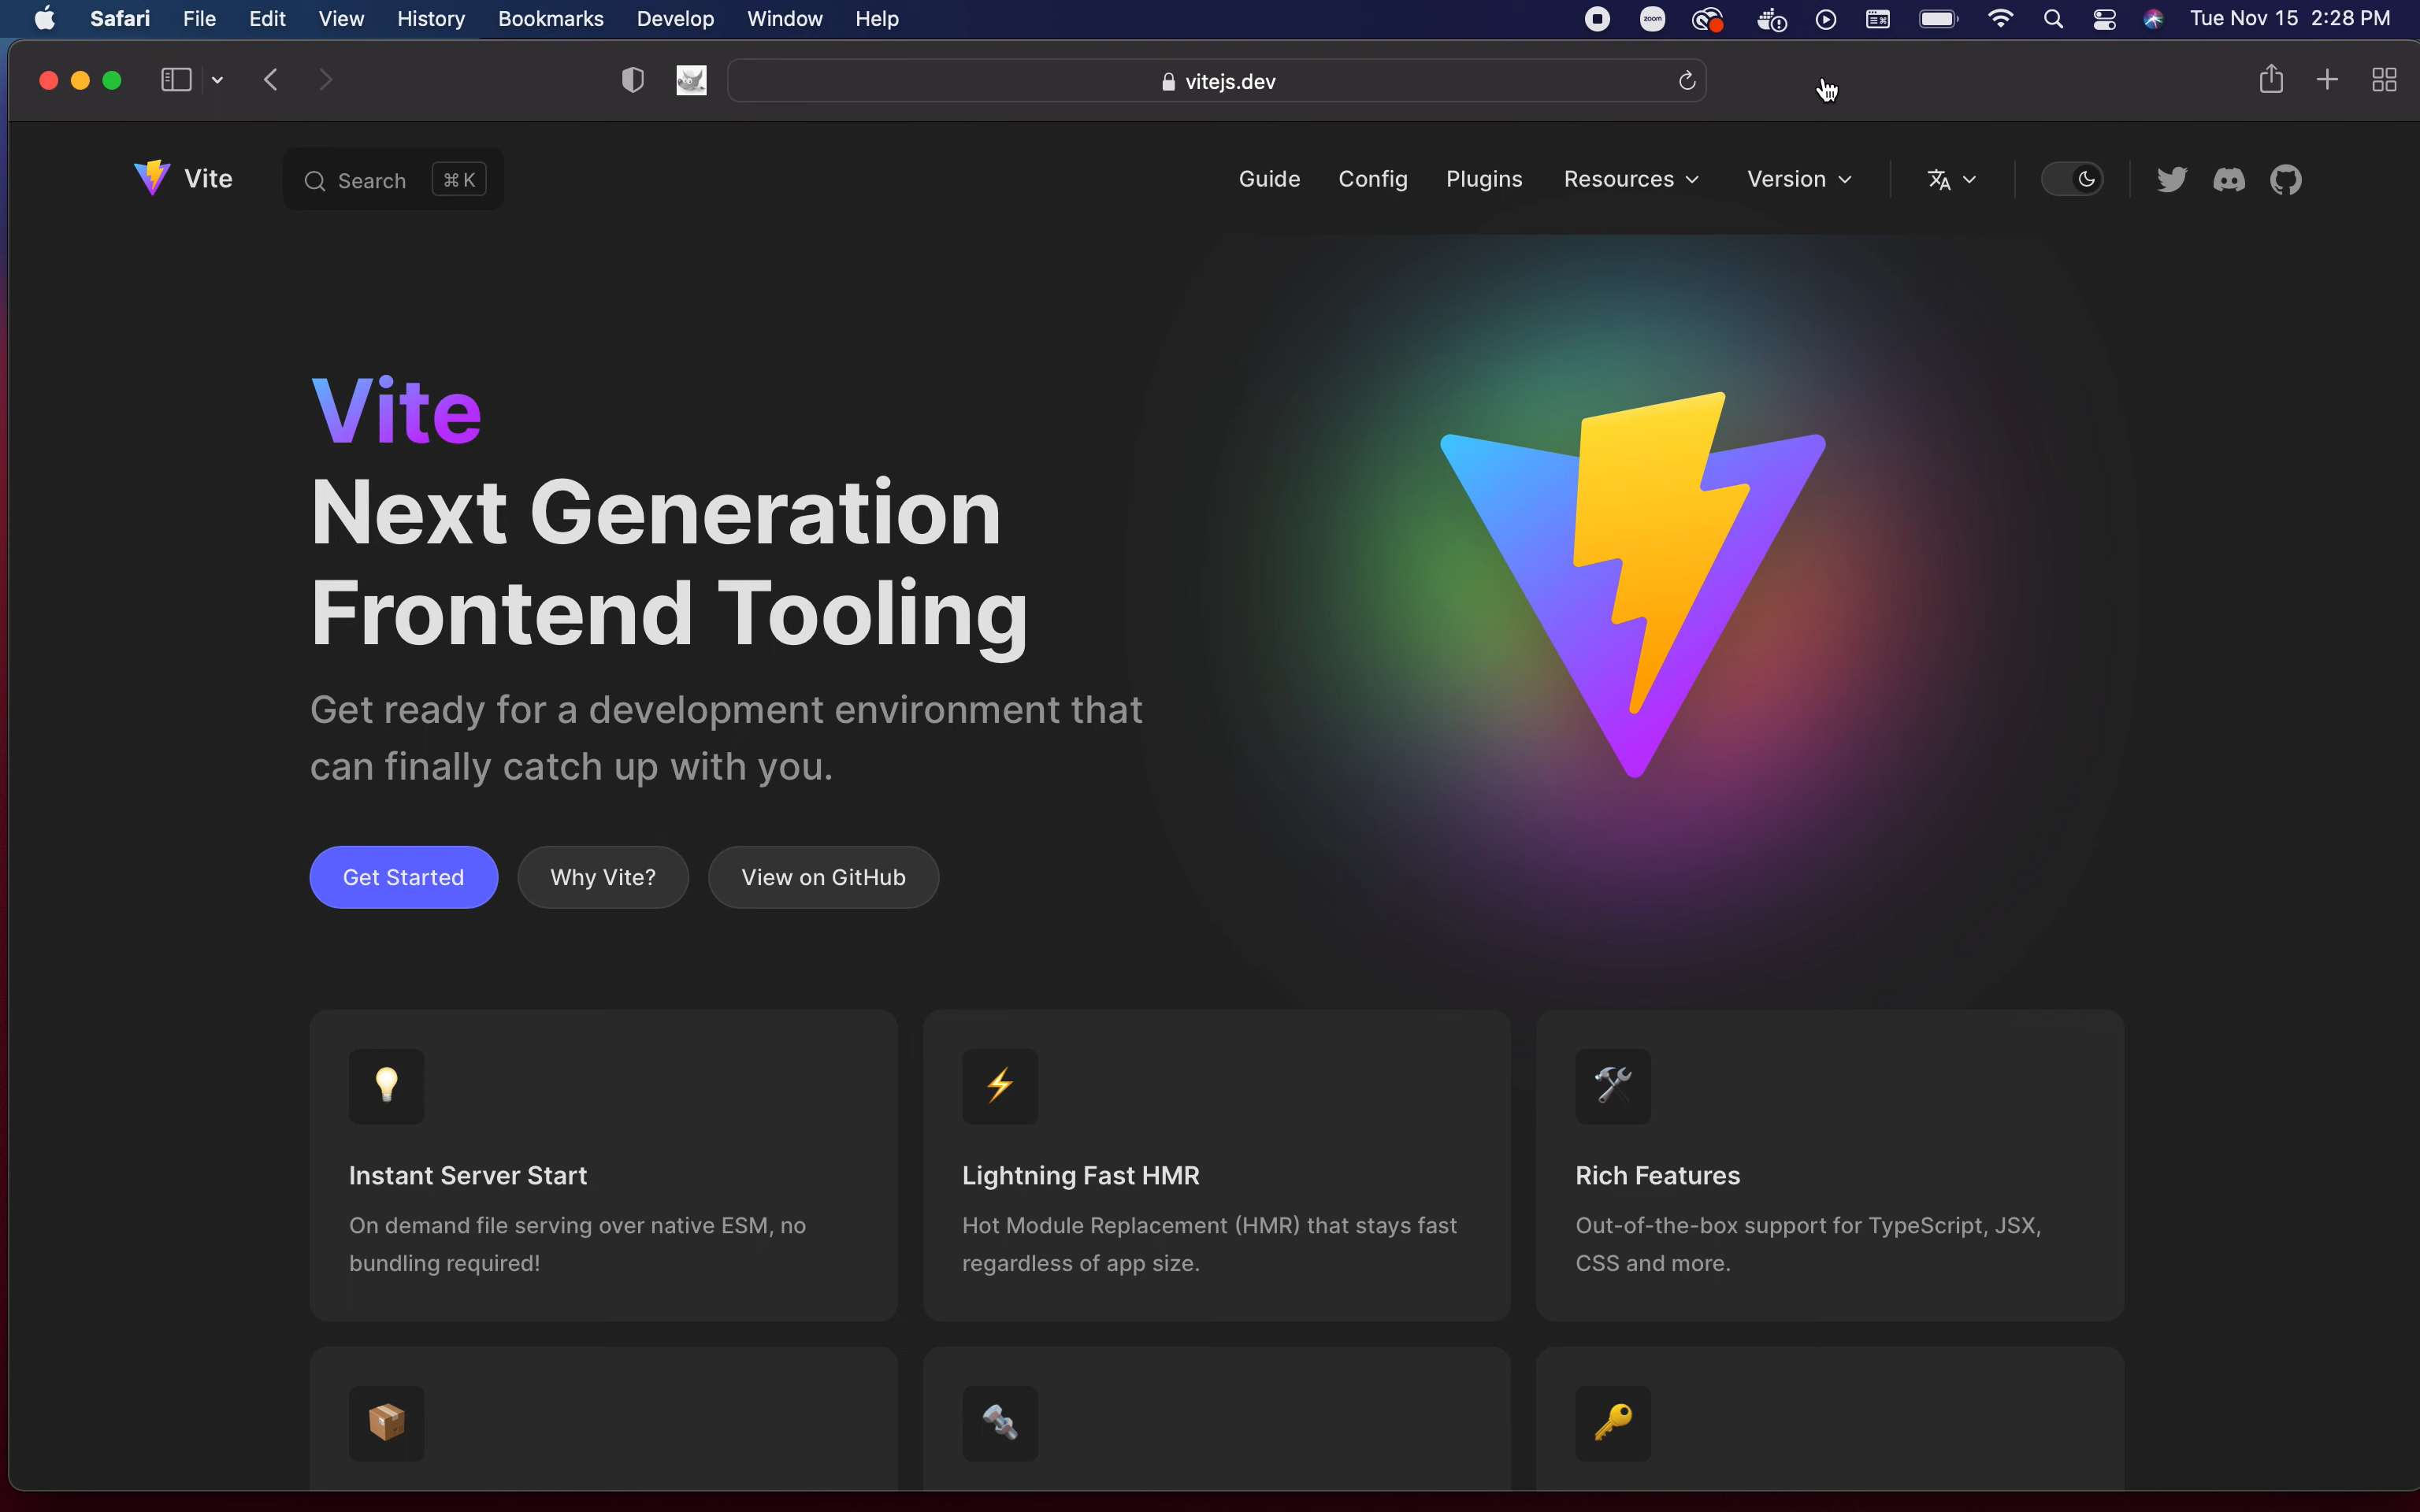 Safari File Edit View History Bookmarks Develop Window Help
zoom
Tue Nov 15 2:28 PM
vitejs.dev
Vite
Search ⌘ K
Guide Config Plugins Resources Version
Vite
Next Generation
Frontend Tooling
Get ready for a development environment that
can finally catch up with you.
Get Started Why Vite? View on GitHub
Instant Server Start
On demand file serving over native ESM, no
bundling required!
Lightning Fast HMR
Hot Module Replacement (HMR) that stays fast
regardless of app size.
Rich Features
Out-of-the-box support for TypeScript, JSX,
CSS and more.